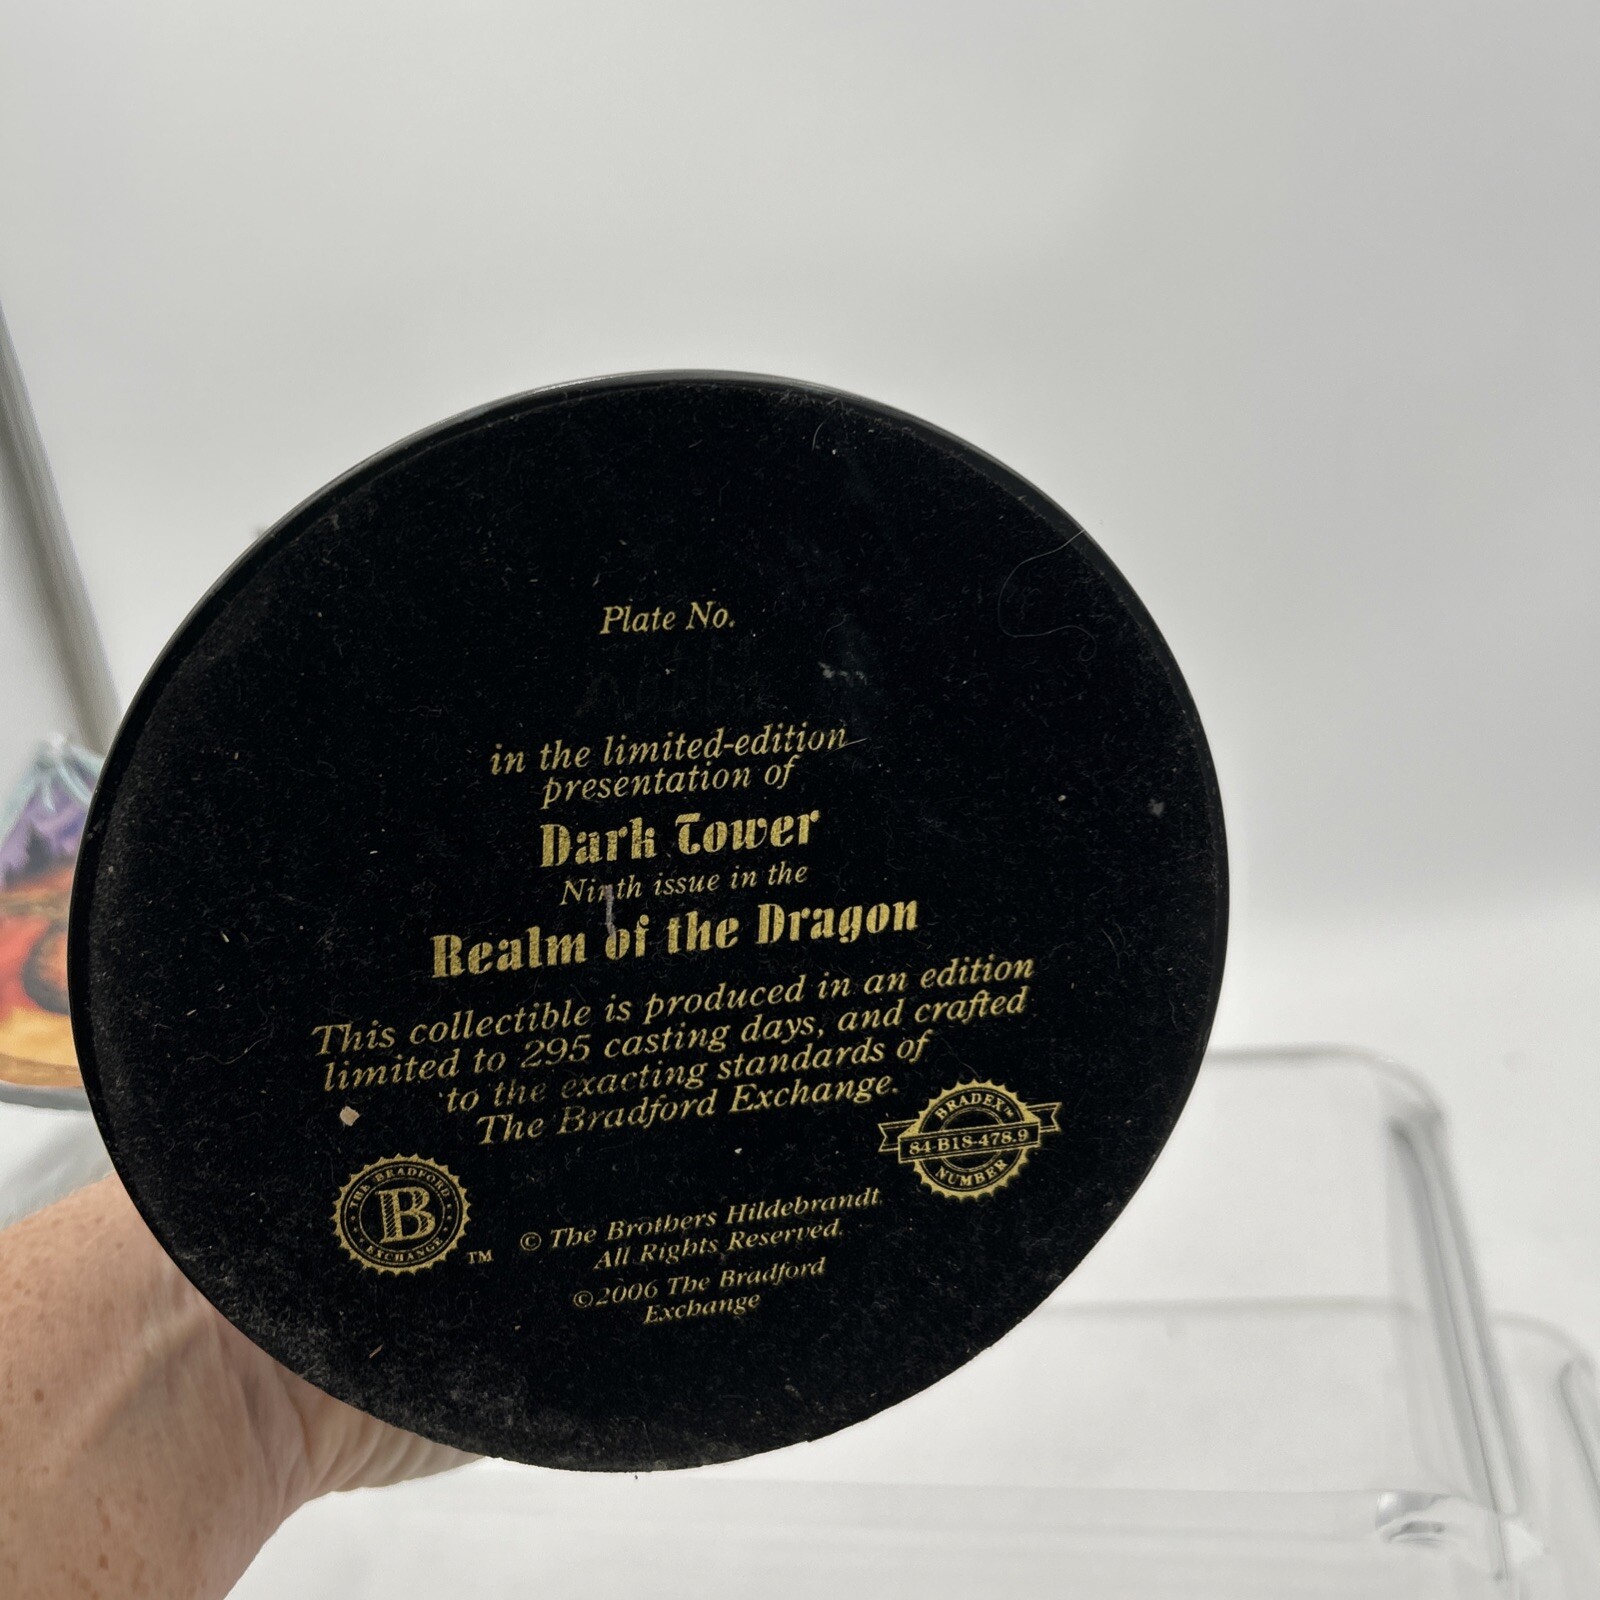 Plate No.
in the limited-edition
presentation of
Dark Tower
Ninth issue in the
Realm of the Dragon
This collectible is produced in an edition
limited to 295 casting days, and crafted
to the exacting standards of
The Bradford Exchange.
BRADEX™
84-B18-478.9
NUMBER
THE BRADFORD
B
EXCHANGE
TM
© The Brothers Hildebrandt.
All Rights Reserved.
©2006 The Bradford
Exchange